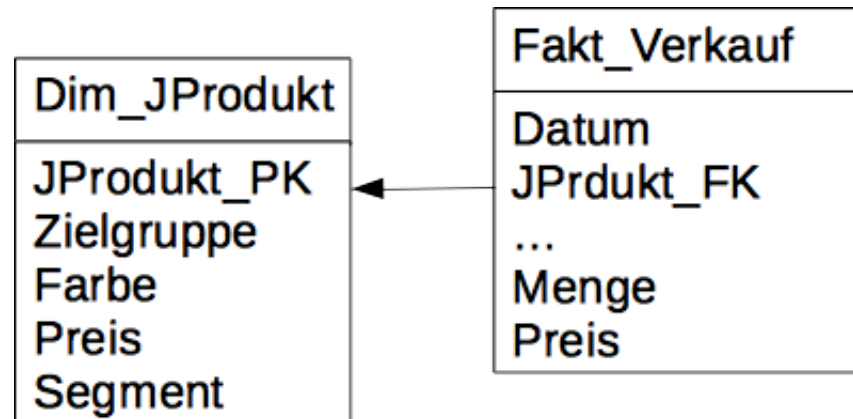 Dim_JProdukt
JProdukt_PK
Zielgruppe
Farbe
Preis
Segment
Fakt_Verkauf
Datum
JPrdukt_FK
...
Menge
Preis